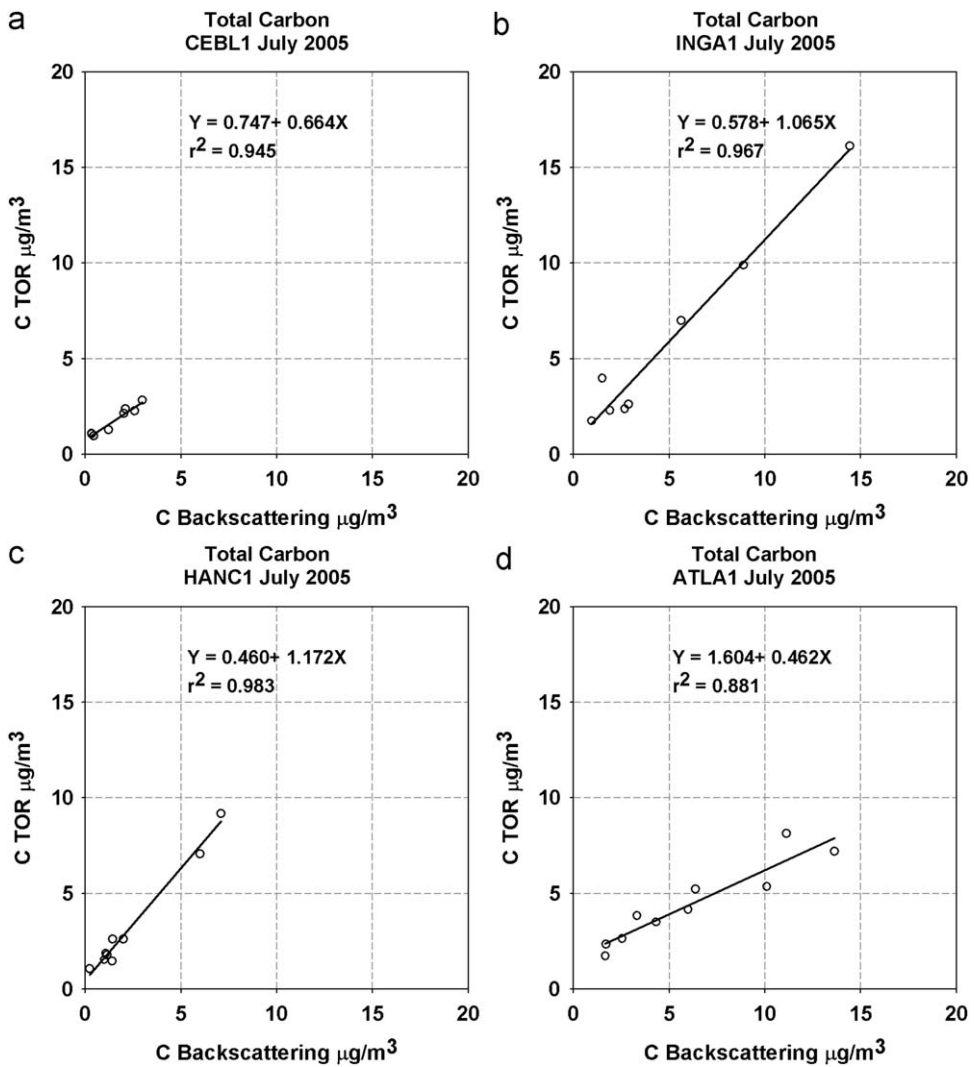 a
Total Carbon
CEBL1 July 2005
20
15
10
5
0
C TOR µg/m³
Y = 0.747+ 0.664X
r² = 0.945
0 5 10 15 20
C Backscattering µg/m³
b
Total Carbon
INGA1 July 2005
20
15
10
5
0
C TOR µg/m³
Y = 0.578+ 1.065X
r² = 0.967
0 5 10 15 20
C Backscattering µg/m³
c
Total Carbon
HANC1 July 2005
20
15
10
5
0
C TOR µg/m³
Y = 0.460+ 1.172X
r² = 0.983
0 5 10 15 20
C Backscattering µg/m³
d
Total Carbon
ATLA1 July 2005
20
15
10
5
0
C TOR µg/m³
Y = 1.604+ 0.462X
r² = 0.881
0 5 10 15 20
C Backscattering µg/m³